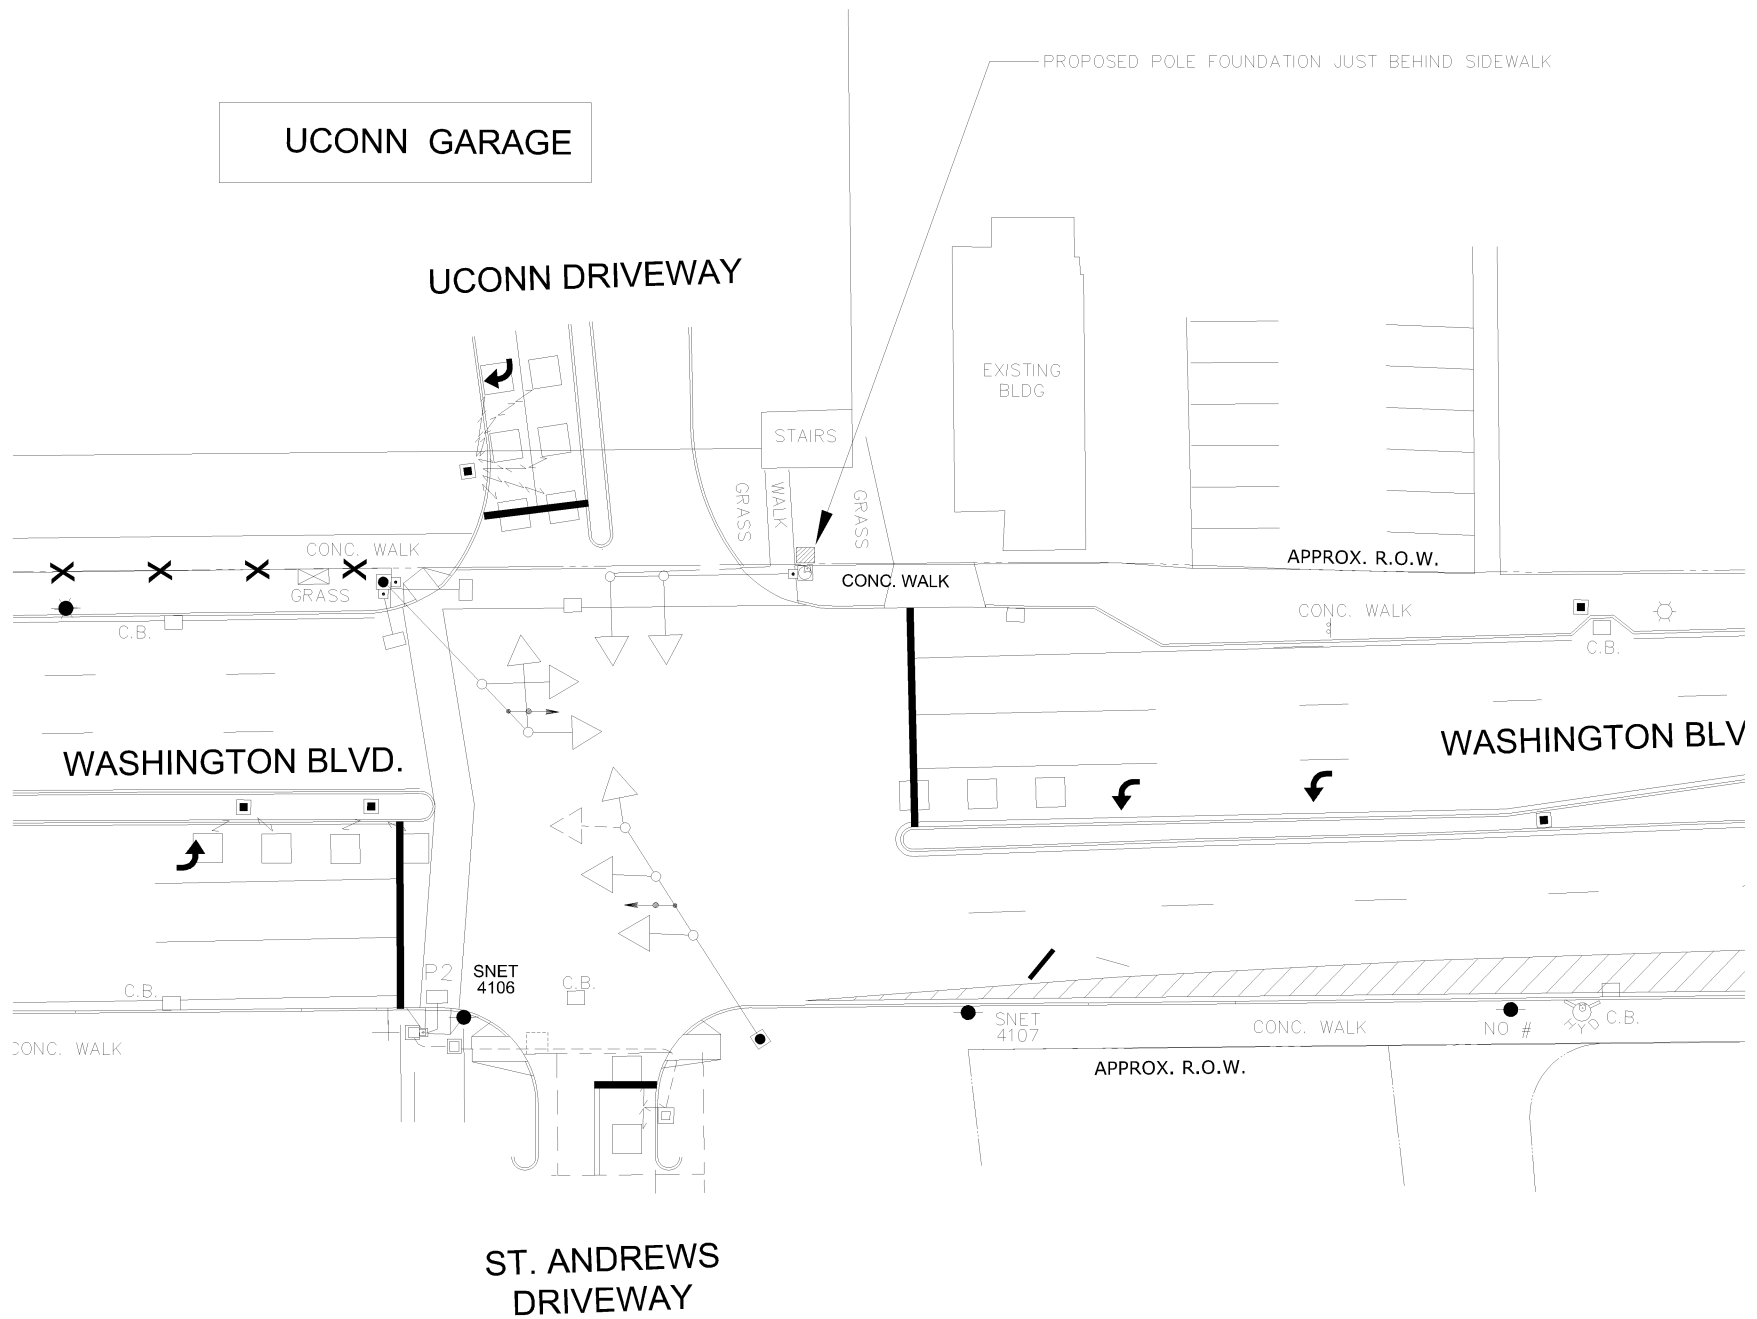 PROPOSED POLE FOUNDATION JUST BEHIND SIDEWALK
UCONN GARAGE
UCONN DRIVEWAY
EXISTING
BLDG
STAIRS
GRASS
WALK
GRASS
CONC. WALK
APPROX. R.O.W.
CONC. WALK
GRASS
CONC. WALK
C.B.
C.B.
WASHINGTON BLVD.
WASHINGTON BLV
P2
SNET
4106
C.B.
C.B.
SNET
4107
CONC. WALK
NO #
HYD
C.B.
CONC. WALK
APPROX. R.O.W.
ST. ANDREWS
DRIVEWAY